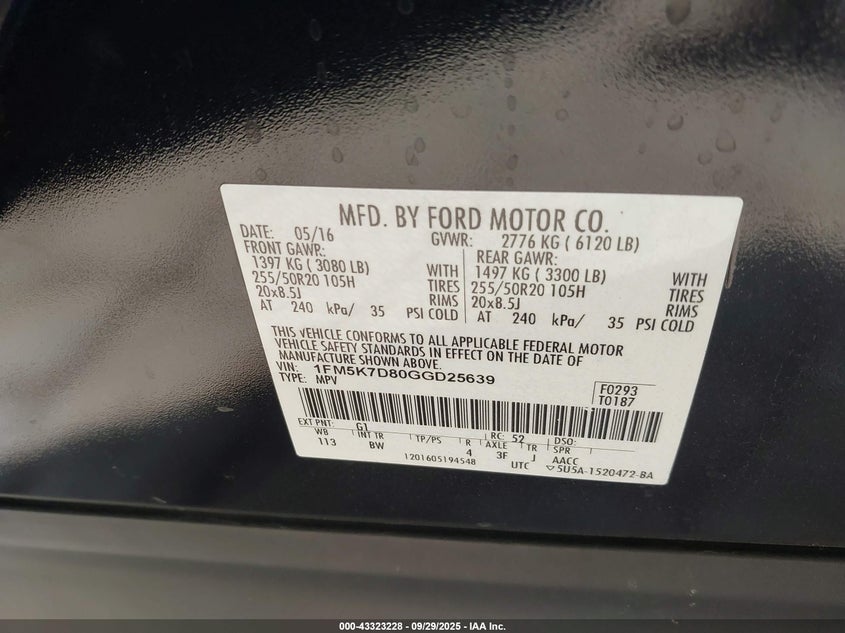 MFD. BY FORD MOTOR CO.
DATE: 05/16 GVWR: 2776 KG ( 6120 LB)
FRONT GAWR: REAR GAWR:
1397 KG ( 3080 LB) WITH 1497 KG ( 3300 LB) WITH
255/50R20 105H TIRES 255/50R20 105H TIRES
20x8.5J RIMS 20x8.5J RIMS
AT 240 kPa/ 35 PSI COLD AT 240 kPa/ 35 PSI COLD
THIS VEHICLE CONFORMS TO ALL APPLICABLE FEDERAL MOTOR
VEHICLE SAFETY STANDARDS IN EFFECT ON THE DATE OF
MANUFACTURE SHOWN ABOVE.
VIN: 1FM5K7D80GGD25639
TYPE: MPV
F0293
T0187
EXT PNT: G1 RC: 52 DSO:
WB INT TR TP/PS R AXLE TR SPR
113 BW 4 3F J AACC
1201605194548 UTC ▽5U5A-1520472-BA
000-43323228 - 09/29/2025 - IAA Inc.